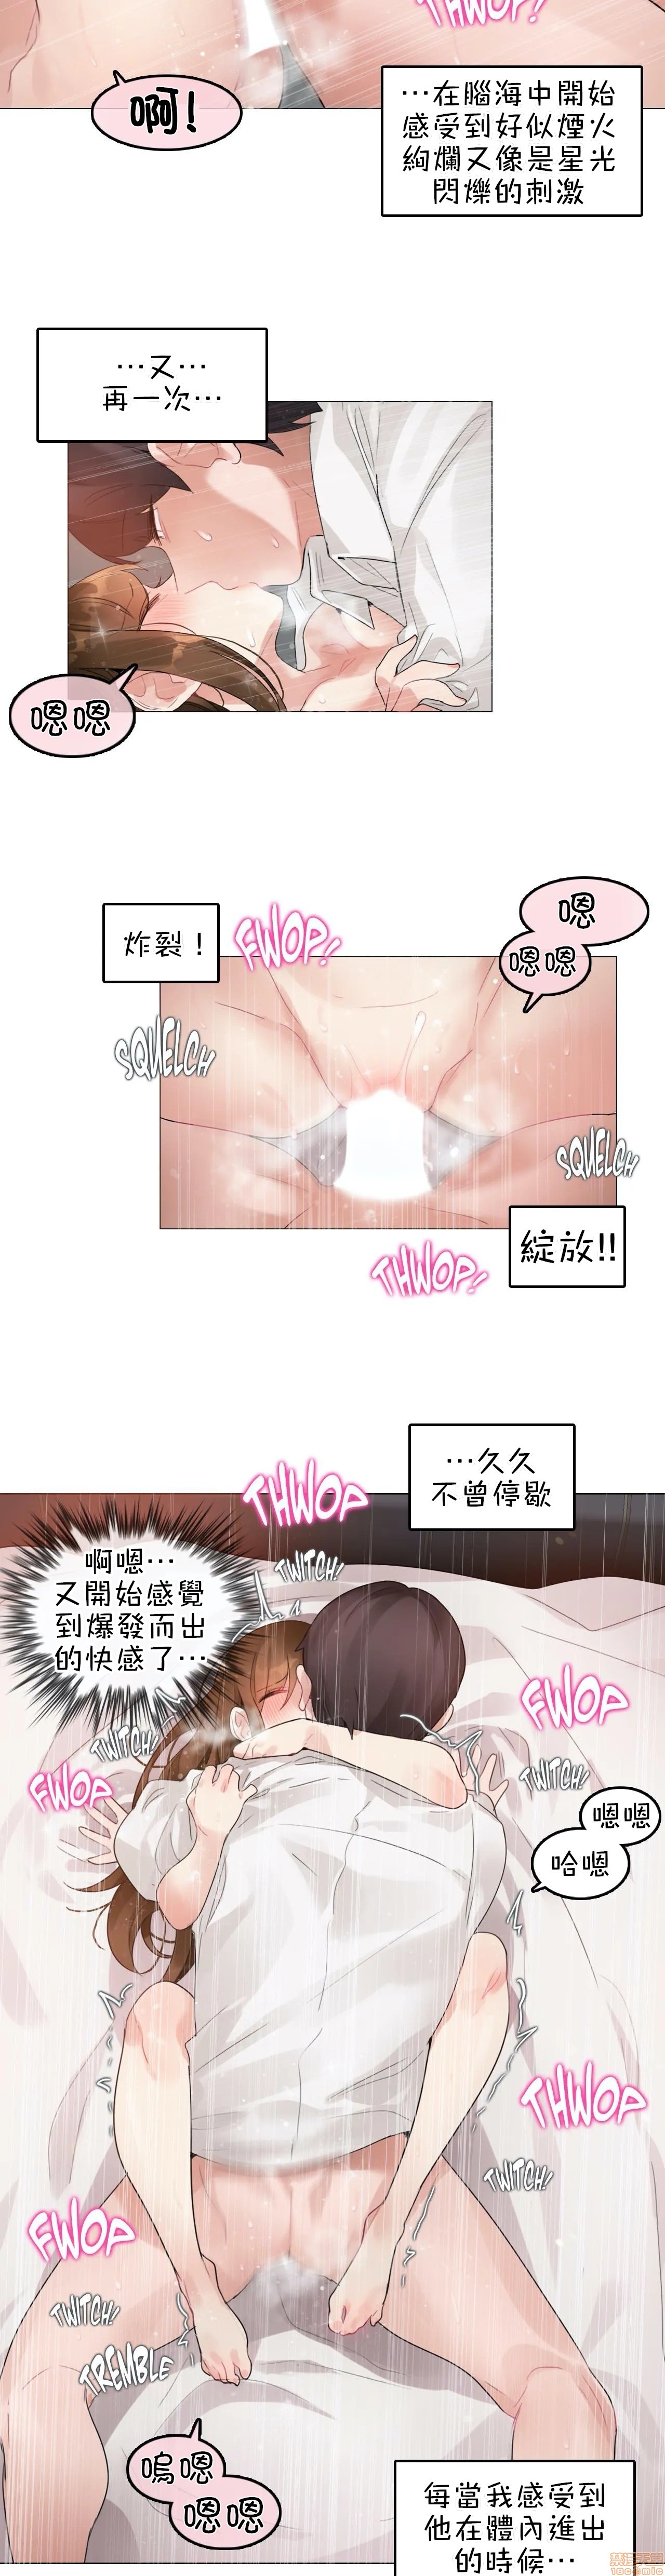 THWOP!
啊!
…在腦海中開始
感受到好似煙火
絢爛又像是星光
閃爍的刺激
…又…
再一次…
嗯嗯
炸裂!
FWOP!
嗯
嗯嗯
SQUELCH
SQUELCH
綻放!!
THWOP!
…久久
不曾停歇
THWOP
TWITCH!
啊嗯…
又開始感覺
到爆發而出
的快感了…
FWOP
TWITCH!
FWOP
TWITCH!
嗯嗯
哈嗯
THWOP
TWITCH!
FWOP
TWITCH!
TREMBLE
嗚嗯
嗯嗯
每當我感受到
他在體內進出
的時候…